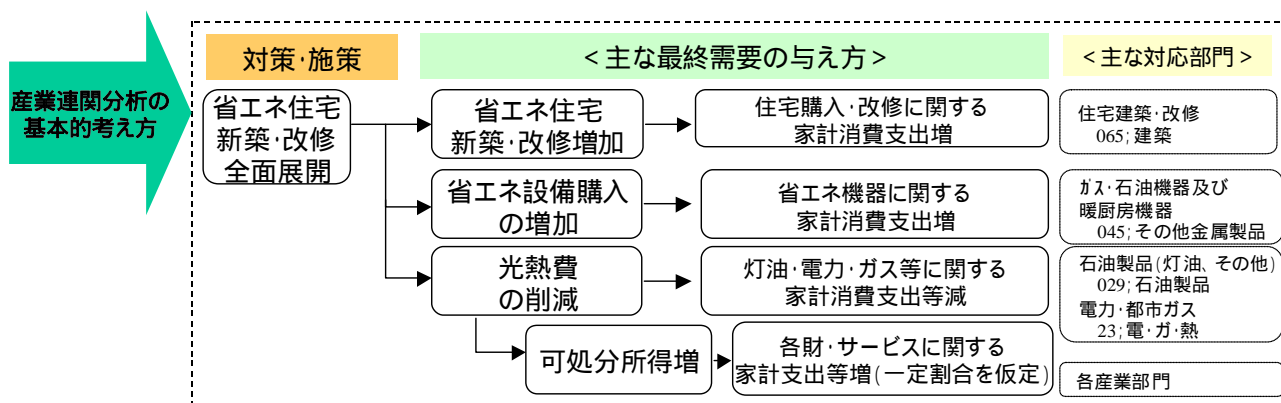 産業連関分析の
基本的考え方
対策･施策
<主な最終需要の与え方>
<主な対応部門>
省エネ住宅
新築･改修
全面展開
省エネ住宅
新築･改修増加
住宅購入･改修に関する
家計消費支出増
住宅建築･改修
065;建築
省エネ設備購入
の増加
省エネ機器に関する
家計消費支出増
ｶﾞｽ･石油機器及び
暖厨房機器
045;その他金属製品
光熱費
の削減
灯油･電力･ガス等に関する
家計消費支出等減
石油製品(灯油、その他)
029;石油製品
電力･都市ガス
23;電･ガ･熱
可処分所得増
各財･サービスに関する
家計支出等増(一定割合を仮定)
各産業部門